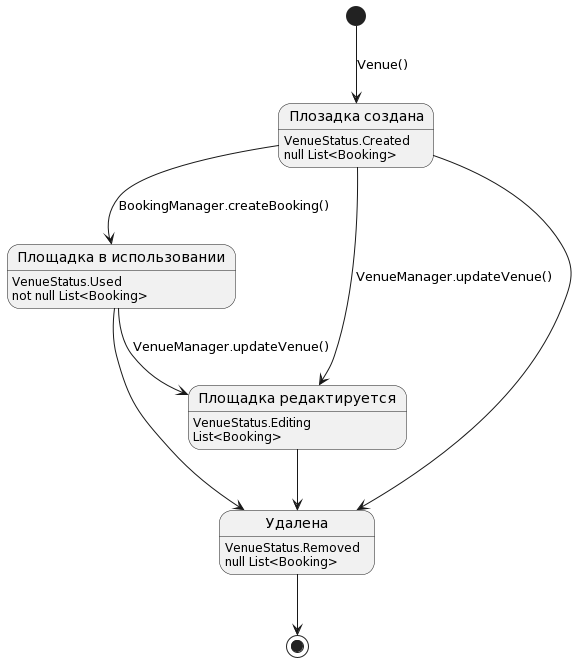 Venue()
Плозадка создана
VenueStatus.Created
null List<Booking>
BookingManager.createBooking()
Площадка в использовании
VenueStatus.Used
not null List<Booking>
VenueManager.updateVenue()
VenueManager.updateVenue()
Площадка редактируется
VenueStatus.Editing
List<Booking>
Удалена
VenueStatus.Removed
null List<Booking>